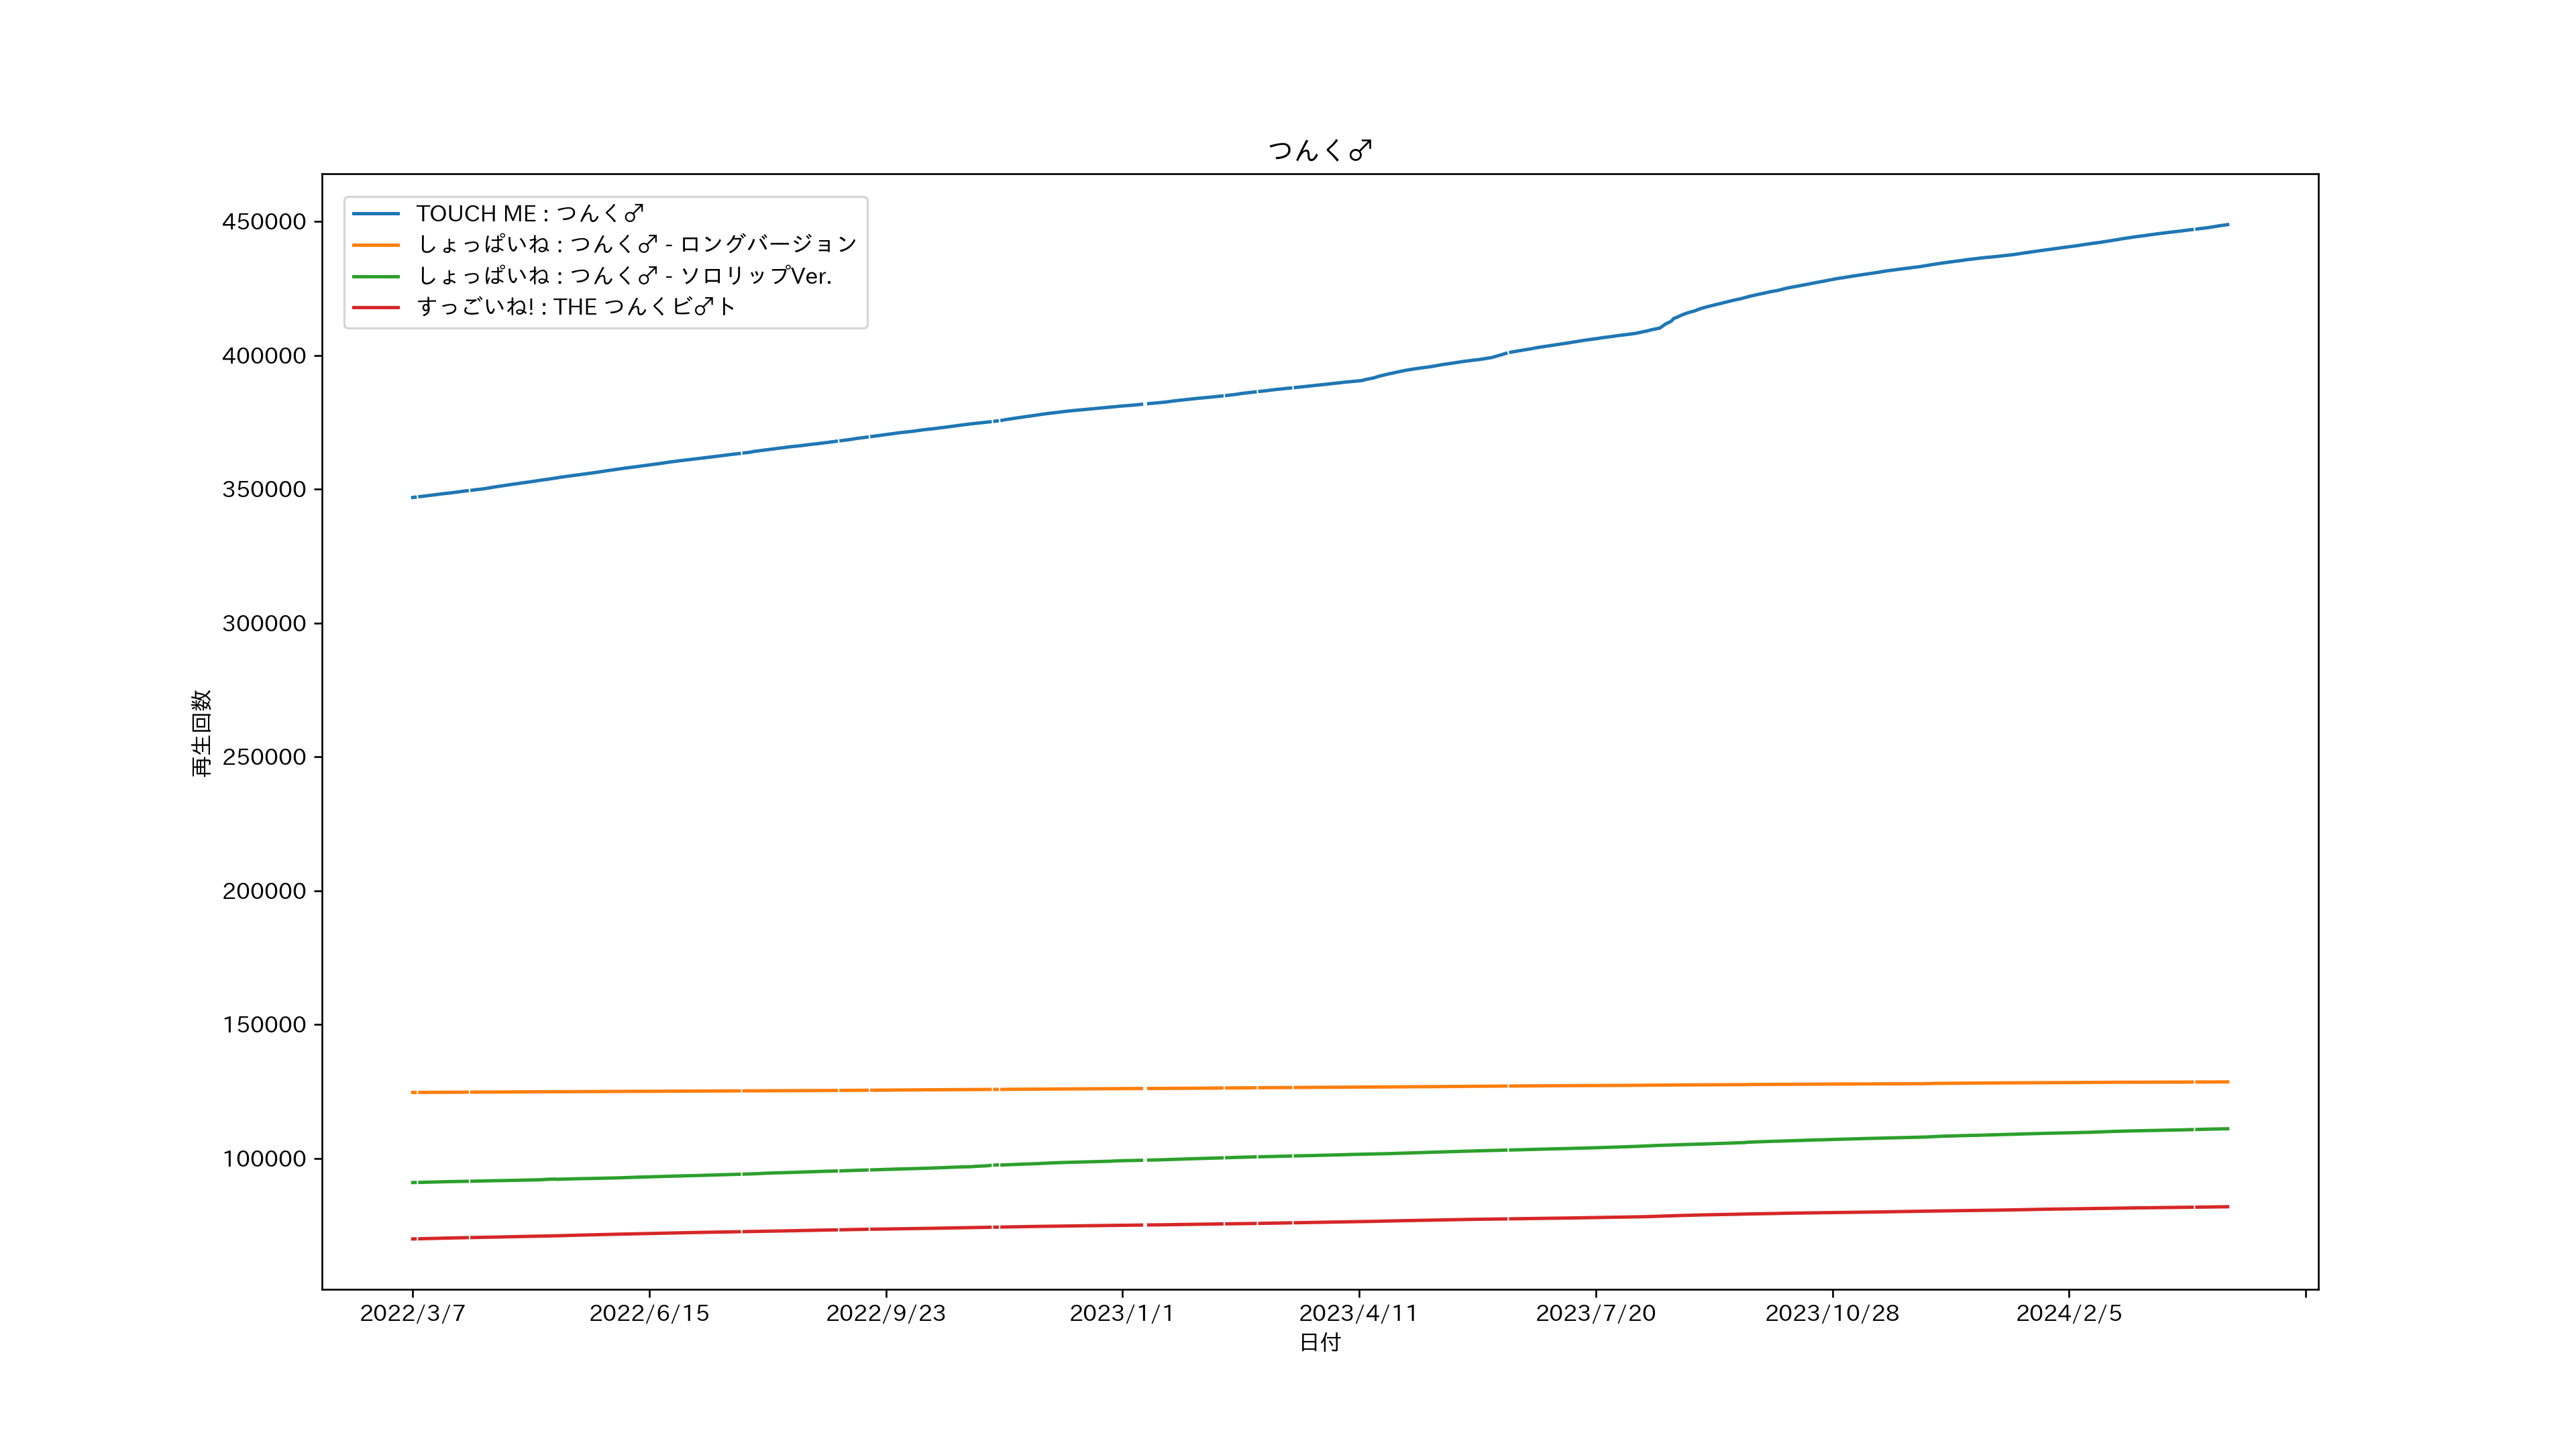 つんく♂
TOUCH ME : つんく♂
しょっぱいね : つんく♂ - ロングバージョン
しょっぱいね : つんく♂ - ソロリップVer.
すっごいね! : THE つんくビ♂ト
450000
400000
350000
300000
250000
200000
150000
100000
再生回数
2022/3/7 2022/6/15 2022/9/23 2023/1/1 2023/4/11 2023/7/20 2023/10/28 2024/2/5
日付